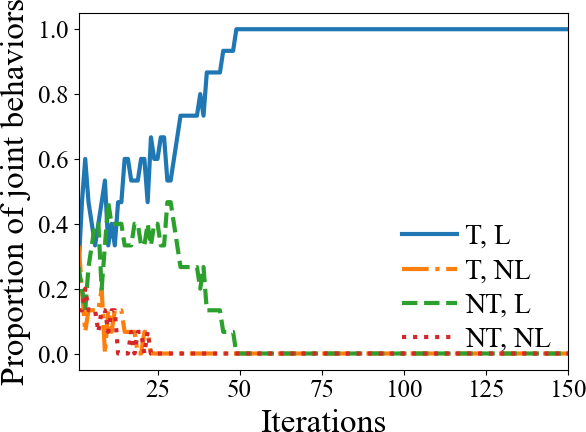 Proportion of joint behaviors
1.0
0.8
0.6
0.4
0.2
0.0
T, L
T, NL
NT, L
NT, NL
25 50 75 100 125 150
Iterations